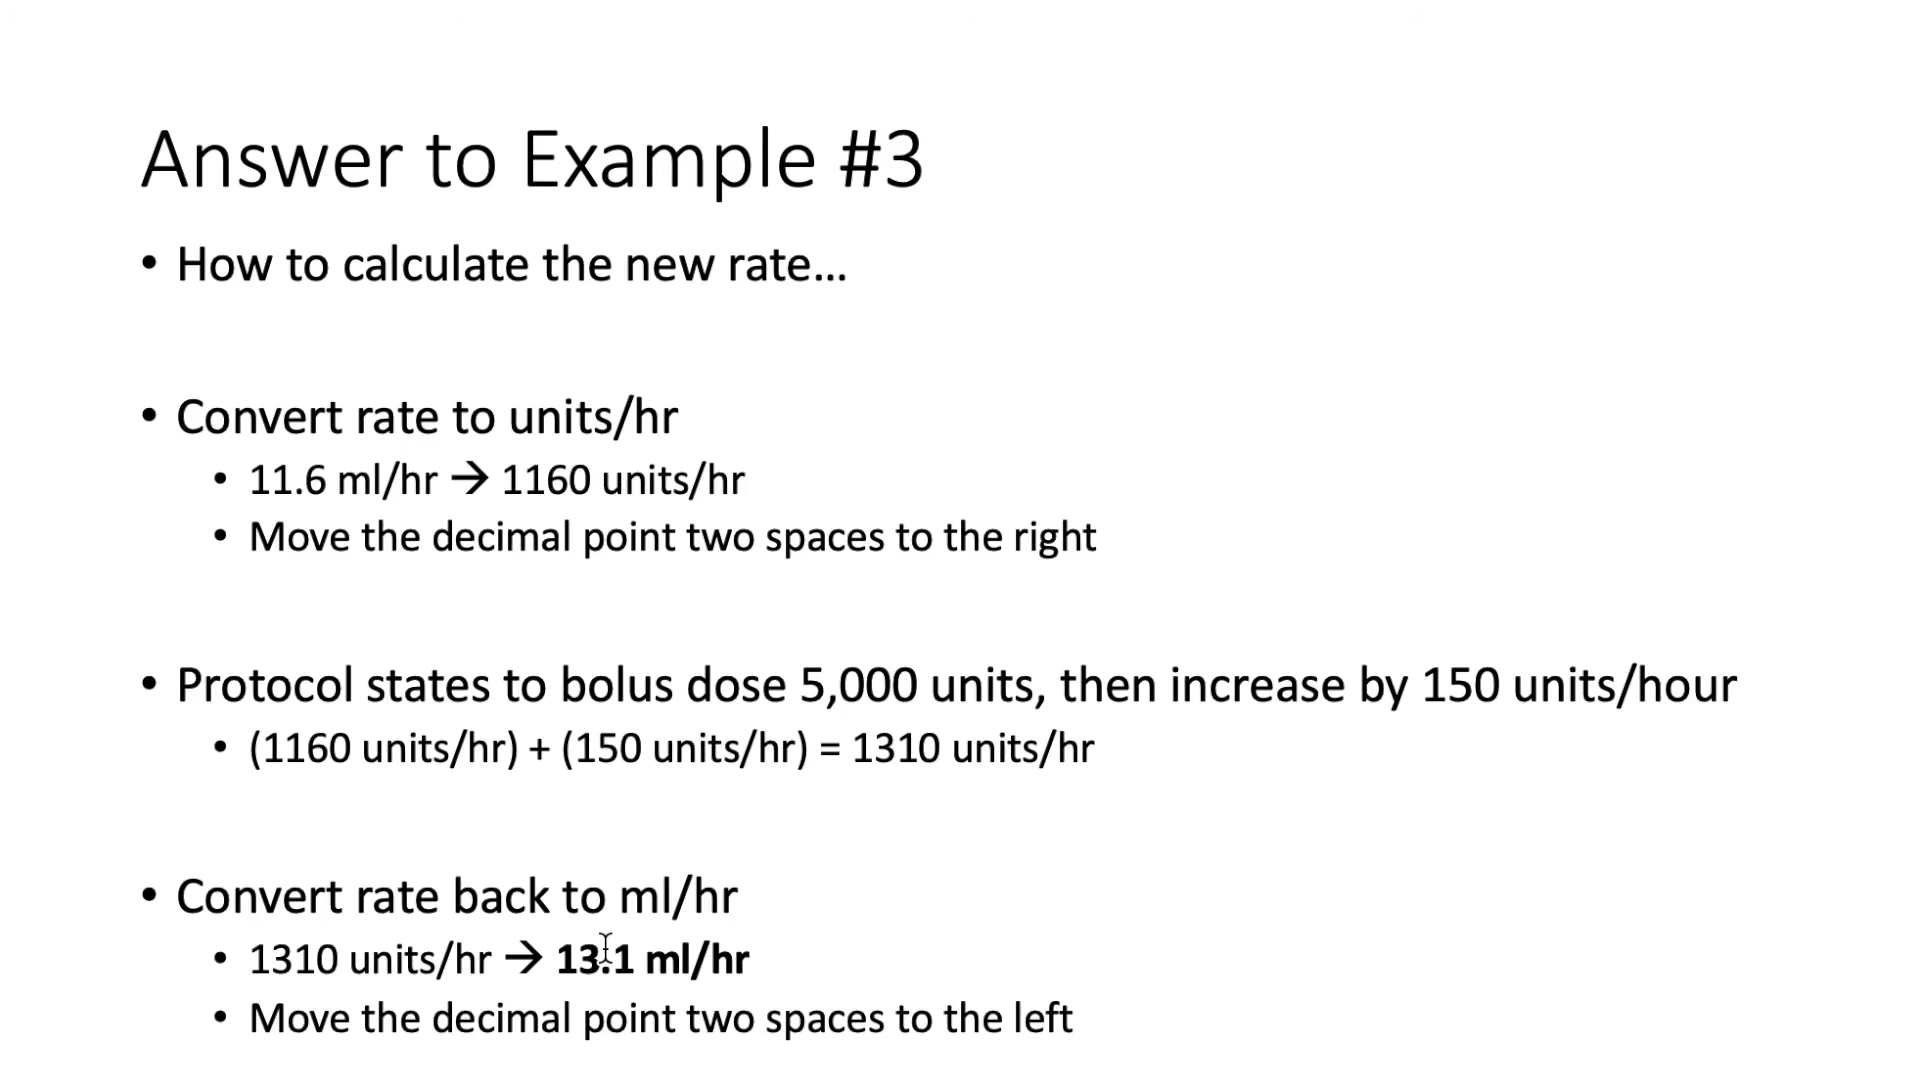 Answer to Example #3
• How to calculate the new rate...
• Convert rate to units/hr
• 11.6 ml/hr → 1160 units/hr
• Move the decimal point two spaces to the right
• Protocol states to bolus dose 5,000 units, then increase by 150 units/hour
• (1160 units/hr) + (150 units/hr) = 1310 units/hr
• Convert rate back to ml/hr
• 1310 units/hr → 13.1 ml/hr
• Move the decimal point two spaces to the left